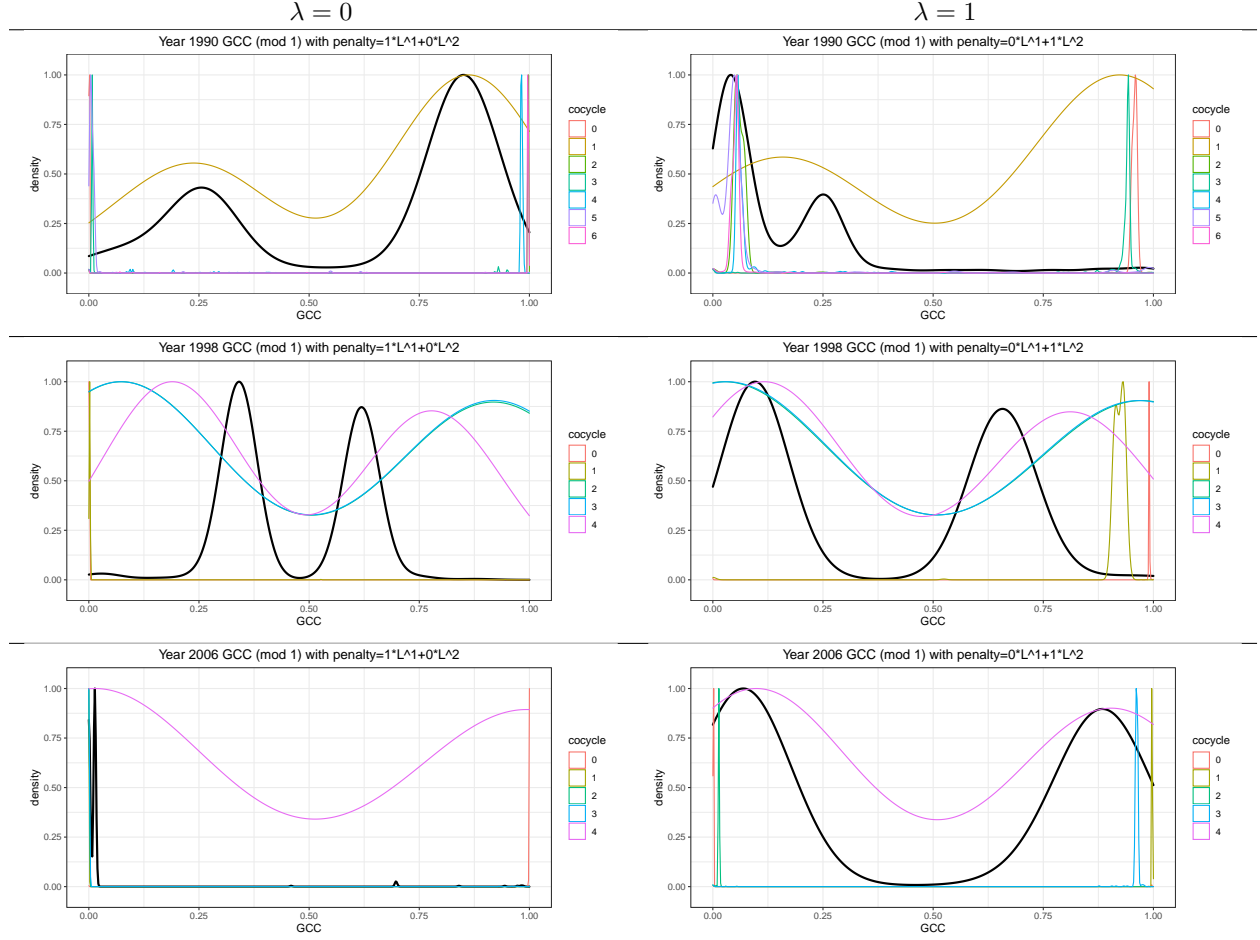 λ = 0
λ = 1
Year 1990 GCC (mod 1) with penalty=1*L^1+0*L^2
1.00
0.75
0.50
0.25
0.00
density
0.00 0.25 0.50 0.75 1.00
GCC
cocycle
0
1
2
3
4
5
6
Year 1990 GCC (mod 1) with penalty=0*L^1+1*L^2
1.00
0.75
0.50
0.25
0.00
density
0.00 0.25 0.50 0.75 1.00
GCC
cocycle
0
1
2
3
4
5
6
Year 1998 GCC (mod 1) with penalty=1*L^1+0*L^2
1.00
0.75
0.50
0.25
0.00
density
0.00 0.25 0.50 0.75 1.00
GCC
cocycle
0
1
2
3
4
Year 1998 GCC (mod 1) with penalty=0*L^1+1*L^2
1.00
0.75
0.50
0.25
0.00
density
0.00 0.25 0.50 0.75 1.00
GCC
cocycle
0
1
2
3
4
Year 2006 GCC (mod 1) with penalty=1*L^1+0*L^2
1.00
0.75
0.50
0.25
0.00
density
0.00 0.25 0.50 0.75 1.00
GCC
cocycle
0
1
2
3
4
Year 2006 GCC (mod 1) with penalty=0*L^1+1*L^2
1.00
0.75
0.50
0.25
0.00
density
0.00 0.25 0.50 0.75 1.00
GCC
cocycle
0
1
2
3
4